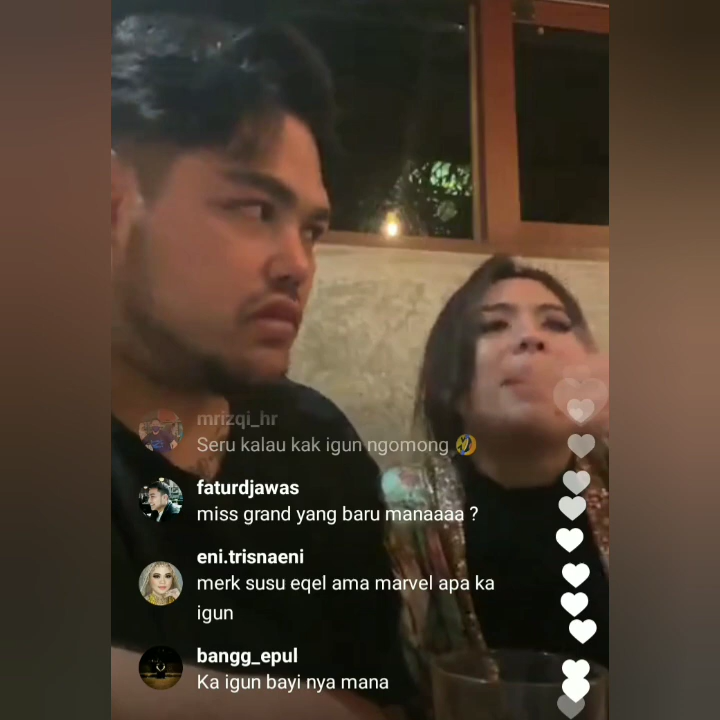 mrizqi_hr
Seru kalau kak igun ngomong 🤣
faturdjawas
miss grand yang baru manaaaa ?
eni.trisnaeni
merk susu eqel ama marvel apa ka
igun
bangg_epul
Ka igun bayi nya mana